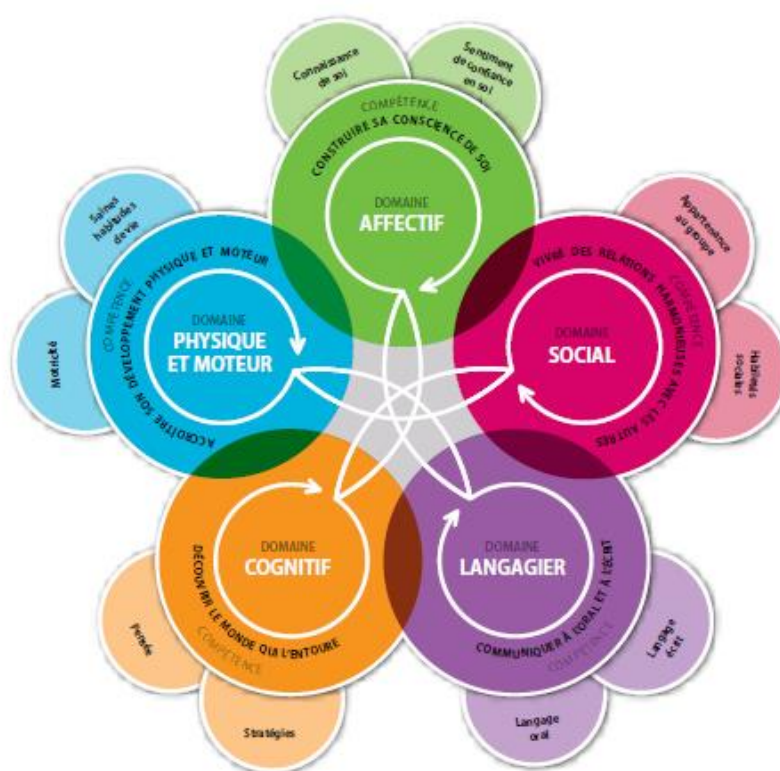 Connaissance
de soi
Sentiment
de confiance
en soi
COMPÉTENCE
CONSTRUIRE SA CONSCIENCE DE SOI
DOMAINE
AFFECTIF
Saines
habitudes
de vie
Motricité
COMPÉTENCE
ACCROÎTRE SON DÉVELOPPEMENT PHYSIQUE ET MOTEUR
DOMAINE
PHYSIQUE
ET MOTEUR
Appartenance
au groupe
Habiletés
sociales
COMPÉTENCE
VIVRE DES RELATIONS HARMONIEUSES AVEC LES AUTRES
DOMAINE
SOCIAL
DOMAINE
COGNITIF
DÉCOUVRIR LE MONDE QUI L'ENTOURE
COMPÉTENCE
Pensée
Stratégies
DOMAINE
LANGAGIER
COMMUNIQUER À L'ORAL ET À L'ÉCRIT
COMPÉTENCE
Langage
oral
Langage
écrit